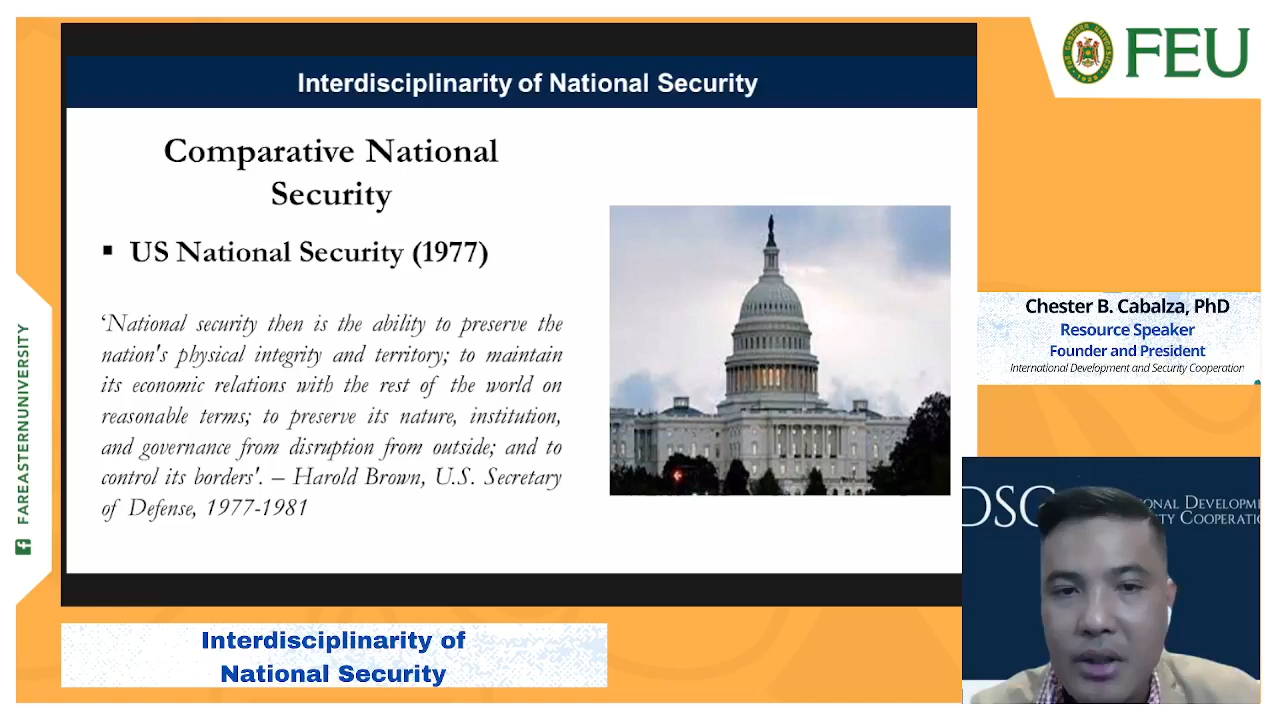 FEU
Interdisciplinarity of National Security
Comparative National
Security
▪ US National Security (1977)
‘National security then is the ability to preserve the
nation's physical integrity and territory; to maintain
its economic relations with the rest of the world on
reasonable terms; to preserve its nature, institution,
and governance from disruption from outside; and to
control its borders'. – Harold Brown, U.S. Secretary
of Defense, 1977-1981
Chester B. Cabalza, PhD
Resource Speaker
Founder and President
International Development and Security Cooperation
FAREASTERNUNIVERSITY
Interdisciplinarity of
National Security